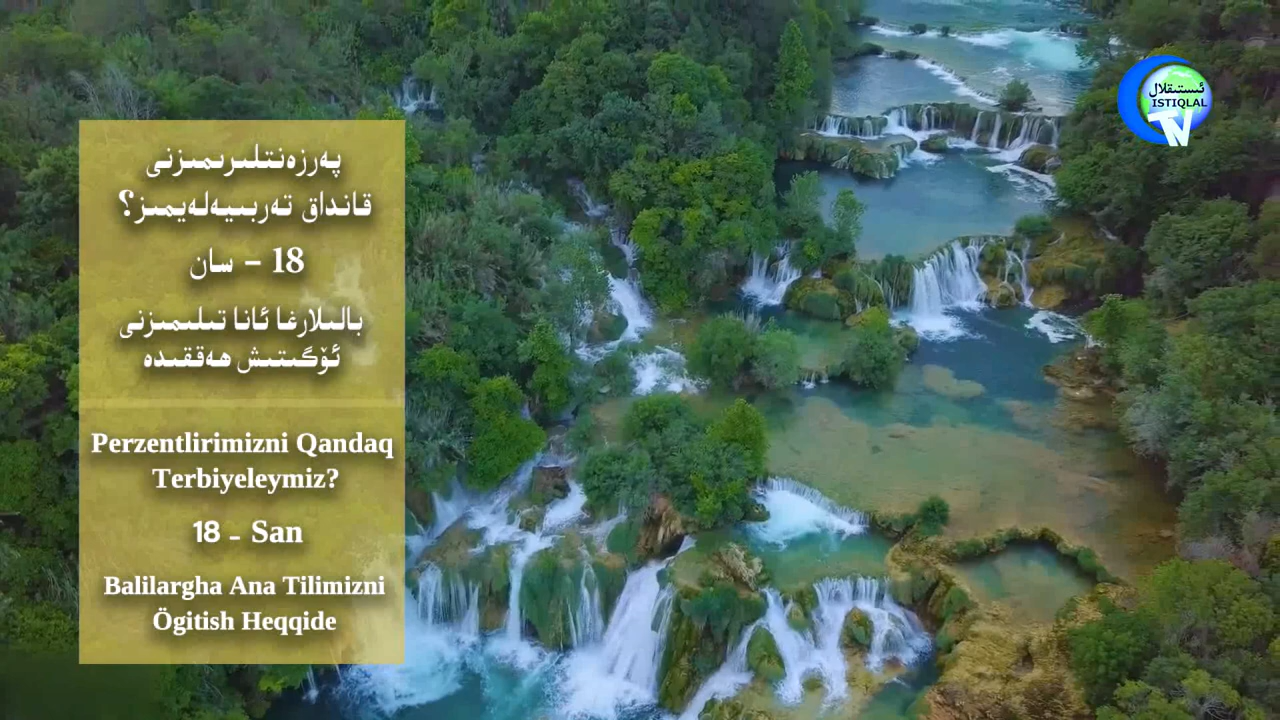 پەرزەنتلىرىمىزنى
قانداق تەربىيەلەيمىز؟
18 - سان
بالىلارغا ئانا تىلىمىزنى
ئۆگىتىش ھەققىدە
Perzentlirimizni Qandaq
Terbiyeleymiz?
18 - San
Balilargha Ana Tilimizni
Ögitish Heqqide
ئىستىقلال
ISTIQLAL
TV